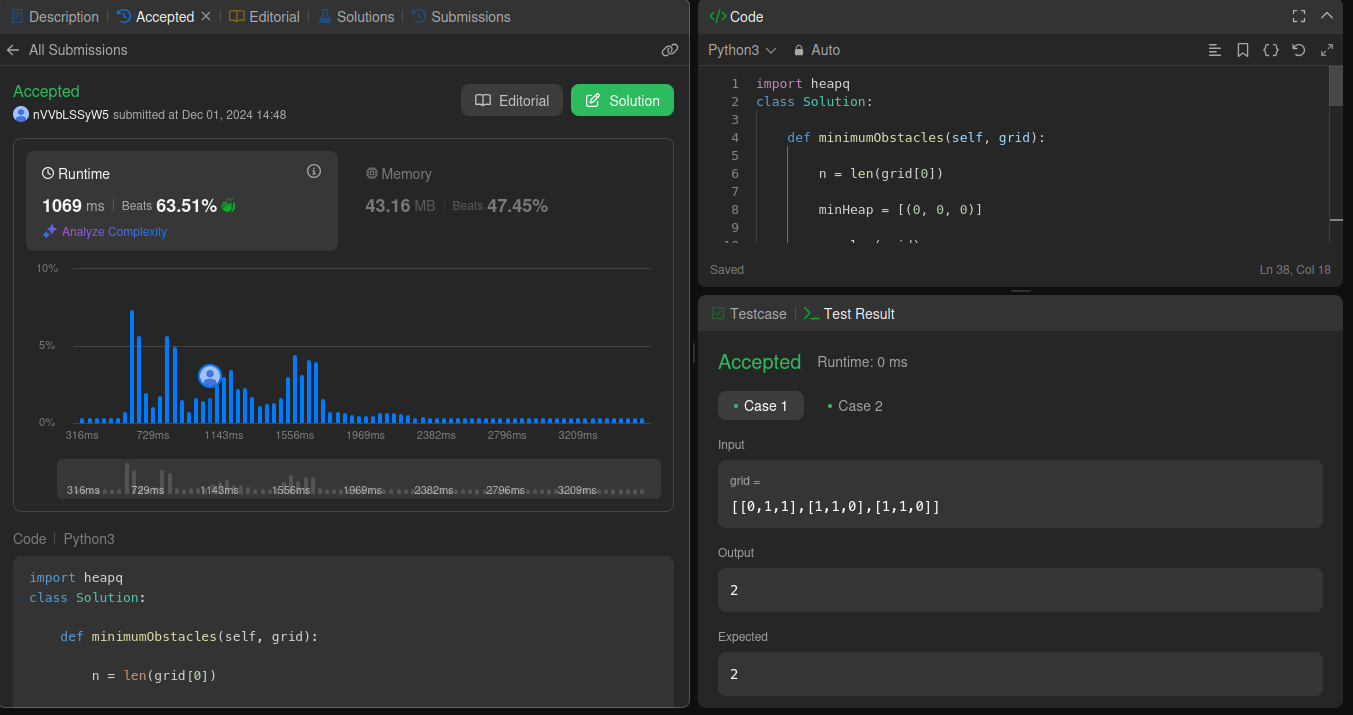 Description
Accepted
Editorial
Solutions
Submissions
All Submissions
Accepted
nVVbLSSyW5 submitted at Dec 01, 2024 14:48
Editorial
Solution
Runtime
1069 ms
Beats 63.51%
Analyze Complexity
Memory
43.16 MB
Beats 47.45%
10%
5%
0%
316ms 729ms 1143ms 1556ms 1969ms 2382ms 2796ms 3209ms
316ms 729ms 1143ms 1556ms 1969ms 2382ms 2796ms 3209ms
Code Python3
import heapq
class Solution:
def minimumObstacles(self, grid):
n = len(grid[0])
Code
Python3
Auto
1 import heapq
2 class Solution:
3
4 def minimumObstacles(self, grid):
5
6 n = len(grid[0])
7
8 minHeap = [(0, 0, 0)]
9
Saved
Ln 38, Col 18
Testcase
Test Result
Accepted
Runtime: 0 ms
Case 1
Case 2
Input
grid =
[[0,1,1],[1,1,0],[1,1,0]]
Output
2
Expected
2